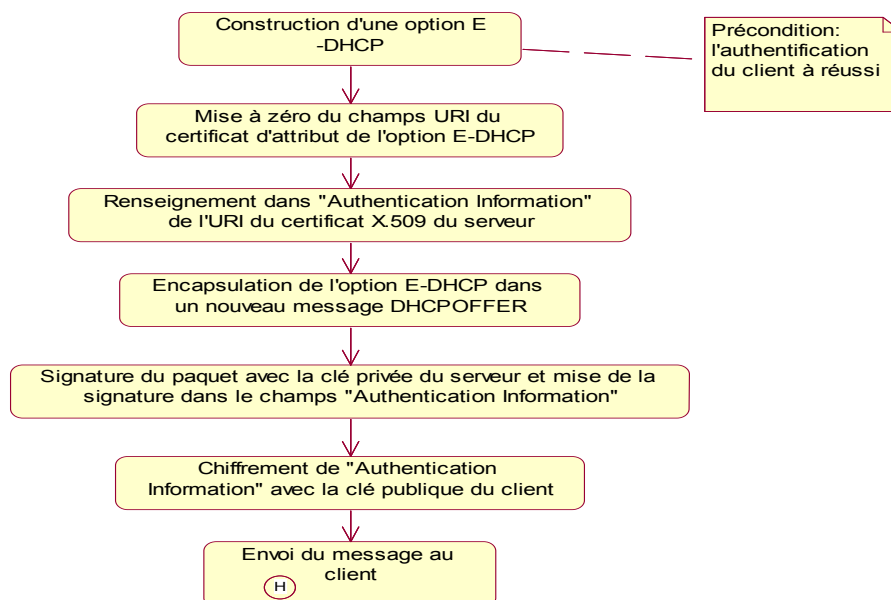 Construction d'une option E
-DHCP
Précondition:
l'authentification
du client à réussi
Mise à zéro du champs URI du
certificat d'attribut de l'option E-DHCP
Renseignement dans "Authentication Information"
de l'URI du certificat X.509 du serveur
Encapsulation de l'option E-DHCP dans
un nouveau message DHCPOFFER
Signature du paquet avec la clé privée du serveur et mise de la
signature dans le champs "Authentication Information"
Chiffrement de "Authentication
Information" avec la clé publique du client
Envoi du message au
client
H